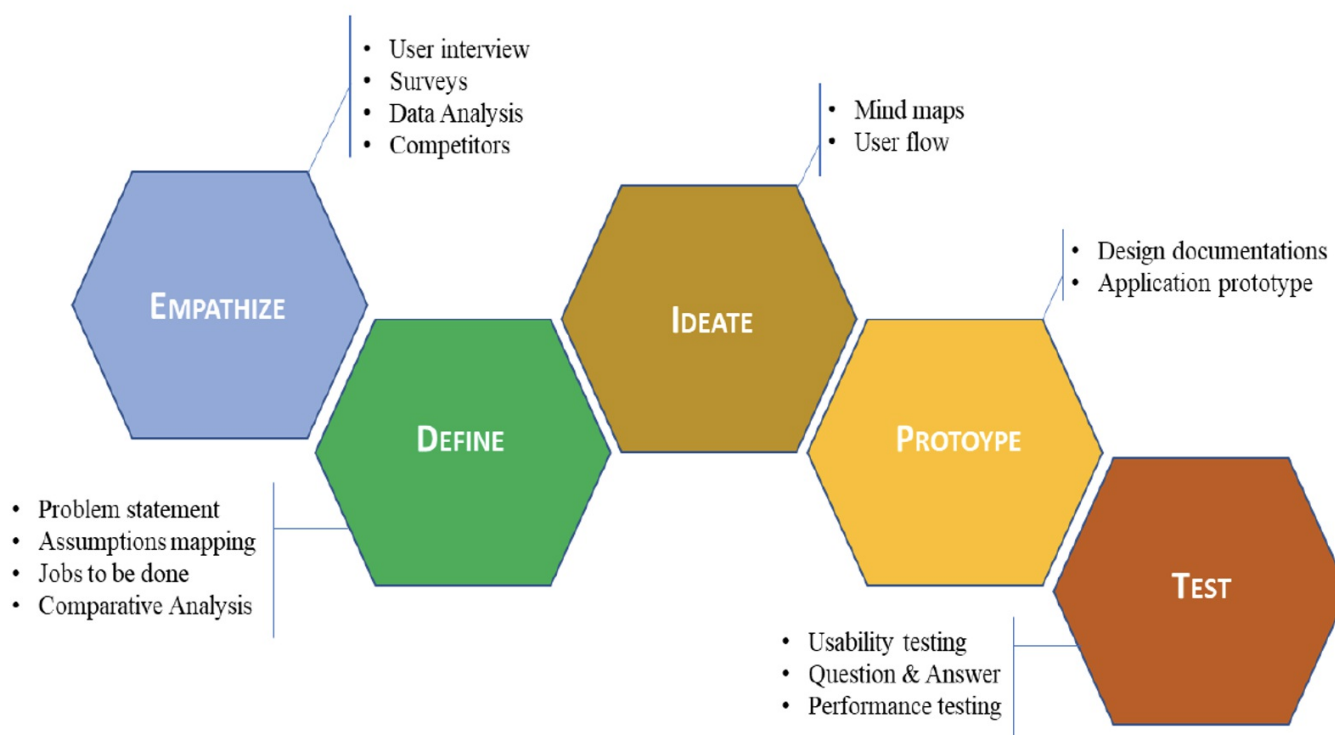 • User interview
• Surveys
• Data Analysis
• Competitors
EMPATHIZE
• Problem statement
• Assumptions mapping
• Jobs to be done
• Comparative Analysis
DEFINE
• Mind maps
• User flow
IDEATE
• Design documentations
• Application prototype
PROTOYPE
• Usability testing
• Question & Answer
• Performance testing
TEST